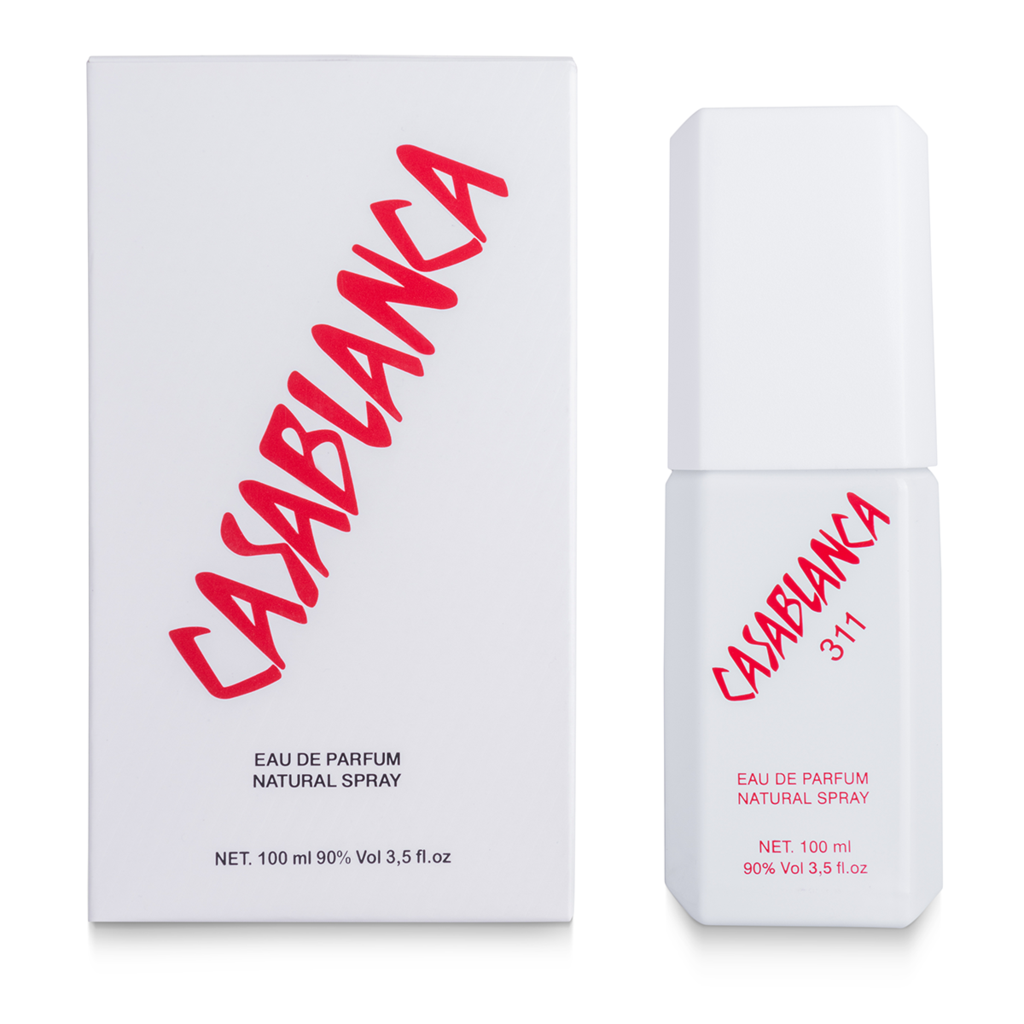 CASABLANCA
EAU DE PARFUM
NATURAL SPRAY
NET. 100 ml 90% Vol 3,5 fl.oz
CASABLANCA
311
EAU DE PARFUM
NATURAL SPRAY
NET. 100 ml
90% Vol 3,5 fl.oz